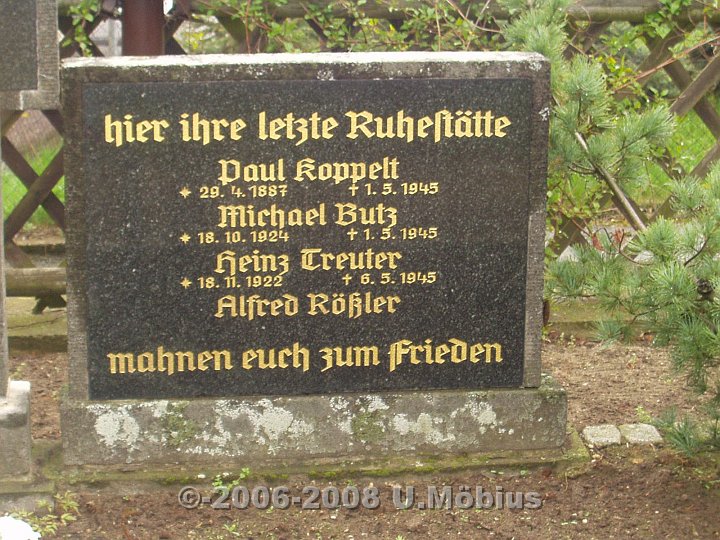 hier ihre letzte Ruhestätte
Paul Koppelt
* 29. 4. 1887 † 1. 5. 1945
Michael Butz
* 18. 10. 1924 † 1. 5. 1945
Heinz Treuter
* 18. 11. 1922 † 6. 5. 1945
Alfred Rößler
mahnen euch zum Frieden
©-2006-2008 U.Möbius